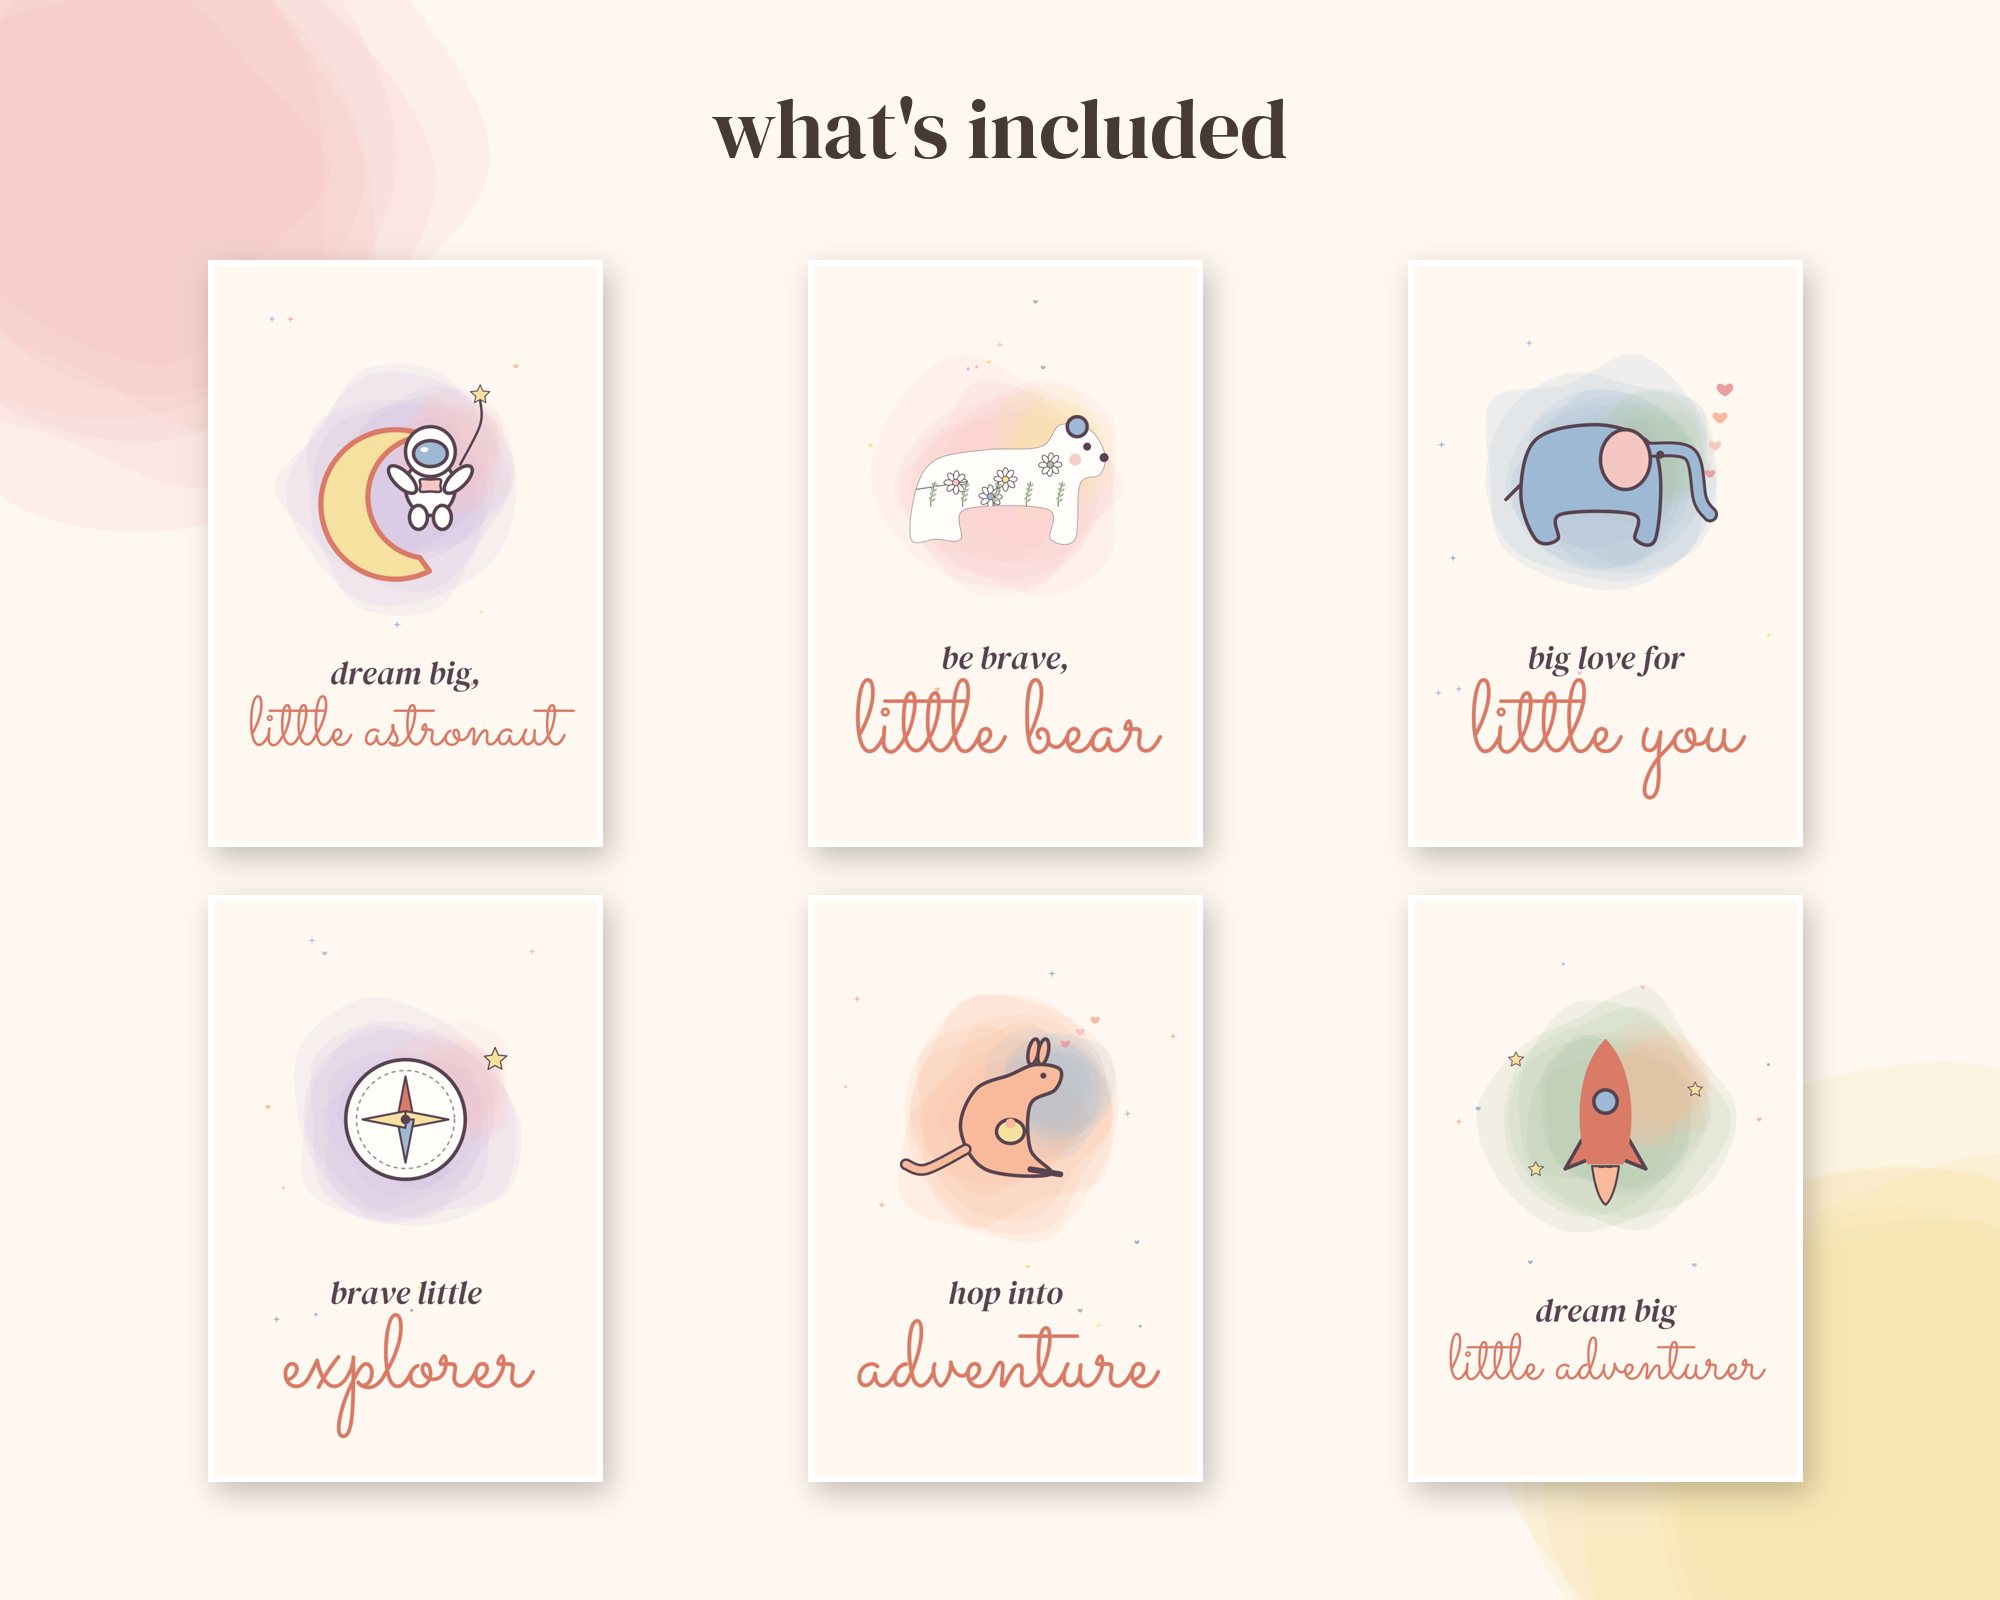 what's included
dream big,
little astronaut
be brave,
little bear
big love for
little you
brave little
explorer
hop into
adventure
dream big
little adventurer